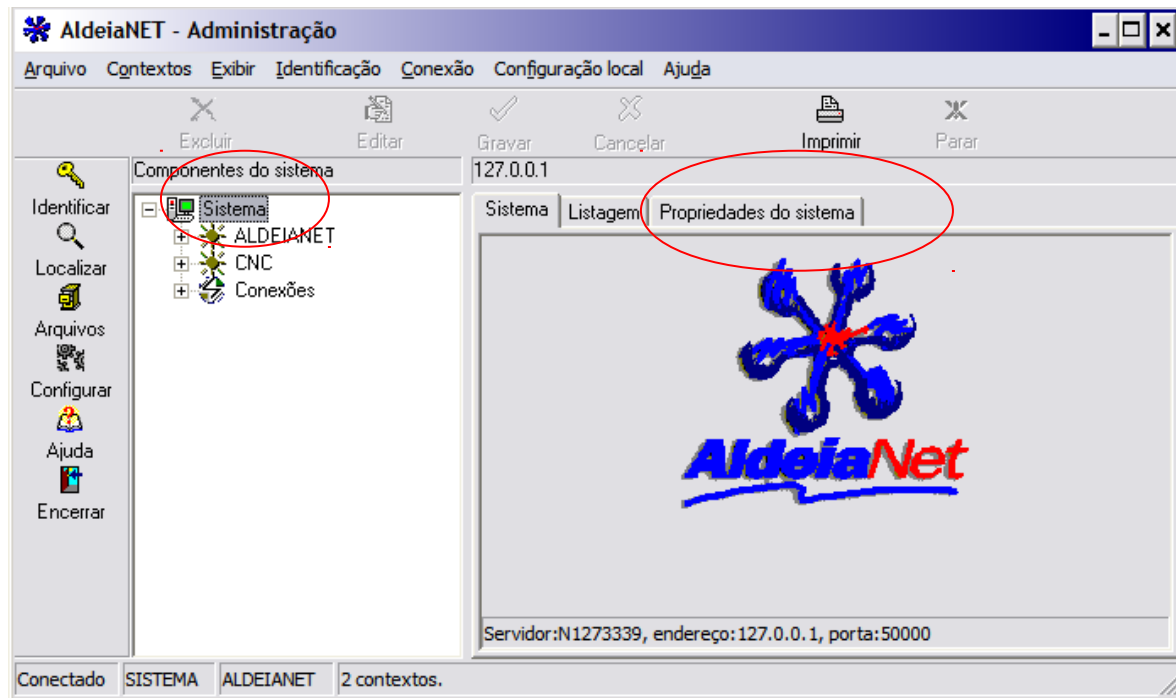 AldeiaNET - Administração
Arquivo Contextos Exibir Identificação Conexão Configuração local Ajuda
Excluir Editar Gravar Cancelar Imprimir Parar
Componentes do sistema
127.0.0.1
Identificar
Localizar
Arquivos
Configurar
Ajuda
Encerrar
Sistema
ALDEIANET
CNC
Conexões
Sistema Listagem Propriedades do sistema
AldeiaNet
Servidor:N1273339, endereço:127.0.0.1, porta:50000
Conectado SISTEMA ALDEIANET 2 contextos.